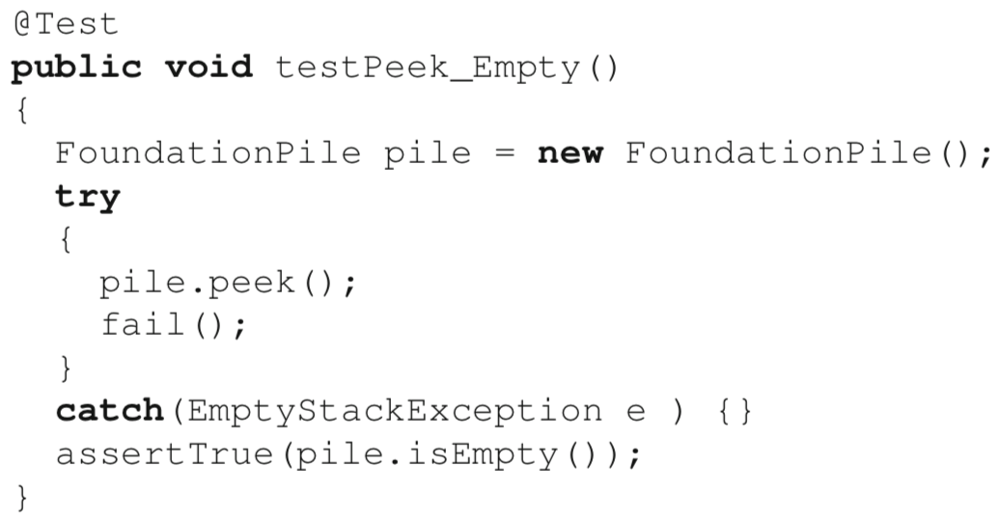 @Test
public void testPeek_Empty()
{
  FoundationPile pile = new FoundationPile();
  try
  {
    pile.peek();
    fail();
  }
  catch(EmptyStackException e ) {}
  assertTrue(pile.isEmpty());
}